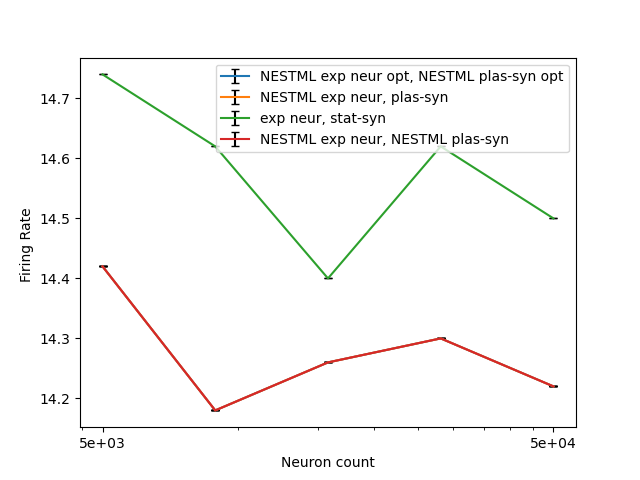 NESTML exp neur opt, NESTML plas-syn opt
NESTML exp neur, plas-syn
exp neur, stat-syn
NESTML exp neur, NESTML plas-syn
14.7
14.6
14.5
14.4
14.3
14.2
Firing Rate
5e+03
5e+04
Neuron count